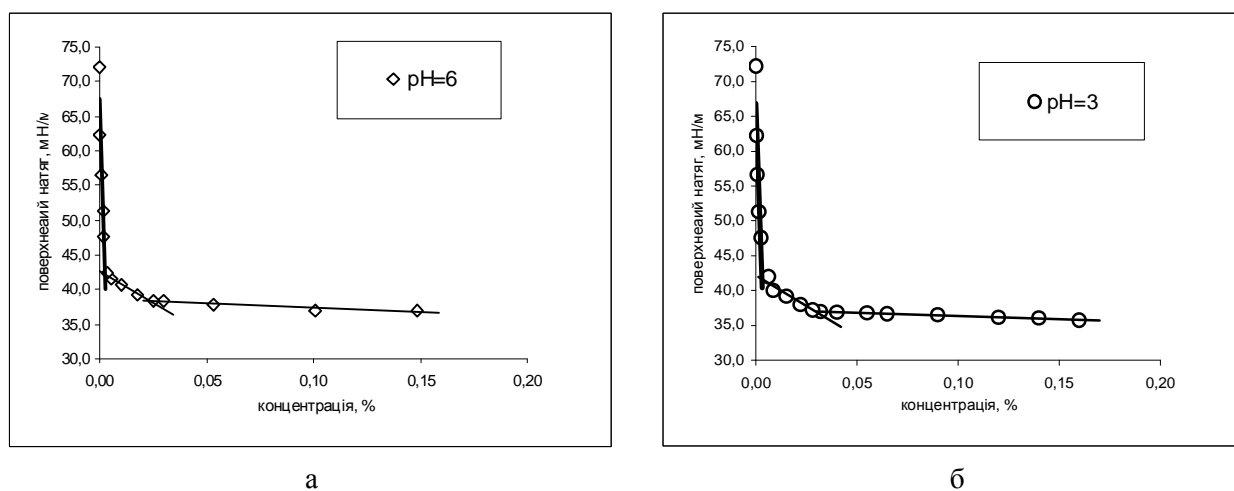 75,0
70,0
65,0
60,0
55,0
50,0
45,0
40,0
35,0
30,0
0,00 0,05 0,10 0,15 0,20
концентрація, %
поверхнеаий натяг, мН/м
pH=6
а
75,0
70,0
65,0
60,0
55,0
50,0
45,0
40,0
35,0
30,0
0,00 0,05 0,10 0,15 0,20
концентрація, %
поверхнеаий натяг, мН/м
pH=3
б